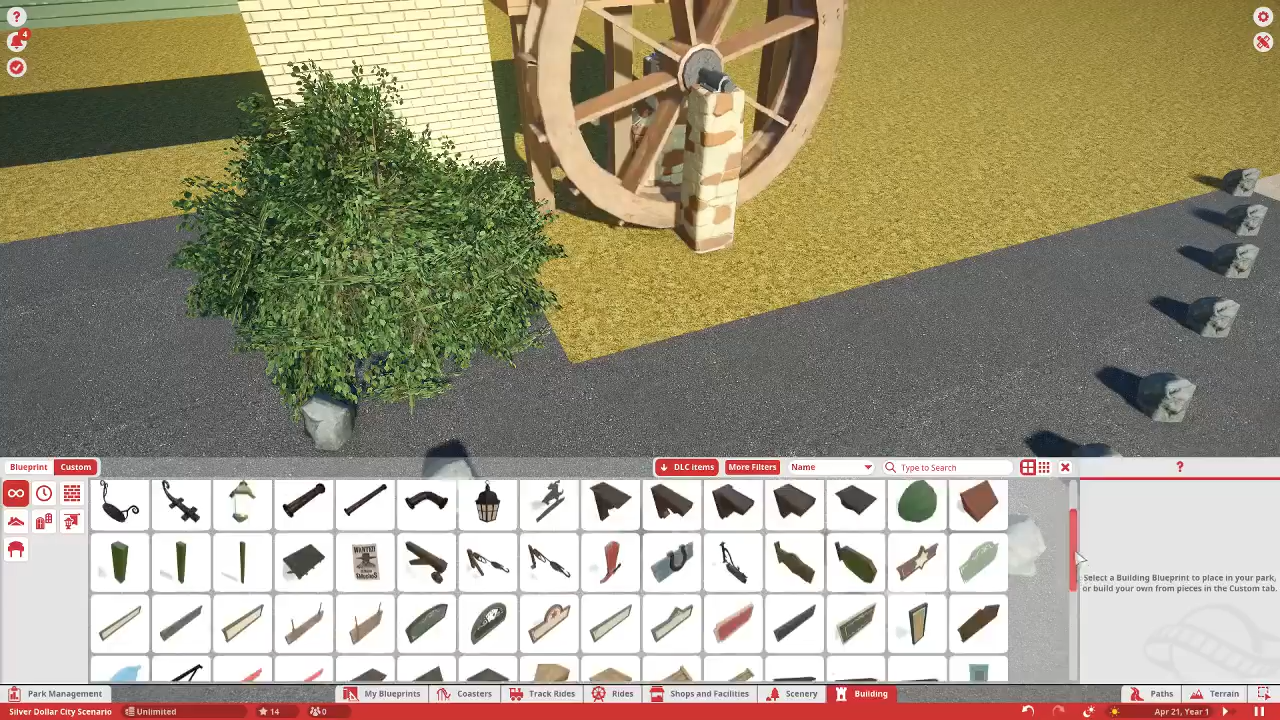 ?
4
Blueprint
Custom
DLC items
More Filters
Name
Type to Search
?
WANTED
Select a Building Blueprint to place in your park,
or build your own from pieces in the Custom tab.
Park Management
My Blueprints
Coasters
Track Rides
Rides
Shops and Facilities
Scenery
Building
Paths
Terrain
Silver Dollar City Scenario
Unlimited
14
0
Apr 21, Year 1